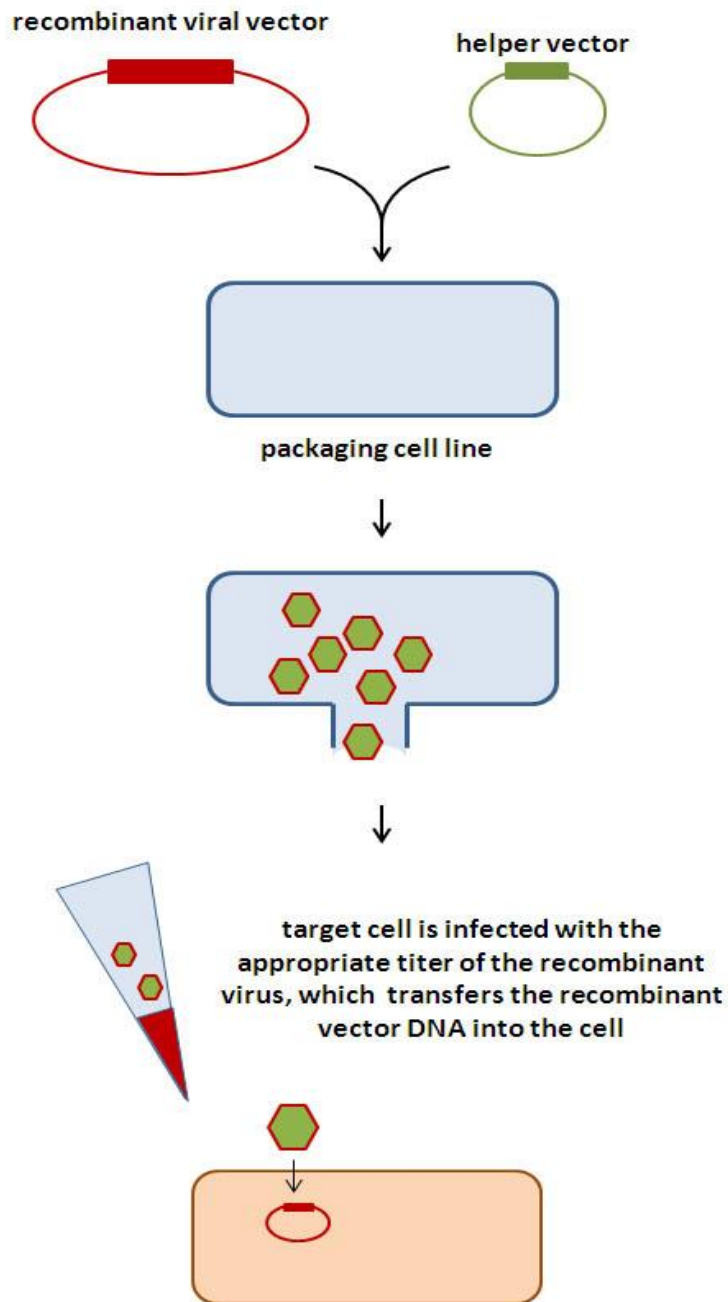 recombinant viral vector
helper vector
packaging cell line
target cell is infected with the
appropriate titer of the recombinant
virus, which transfers the recombinant
vector DNA into the cell